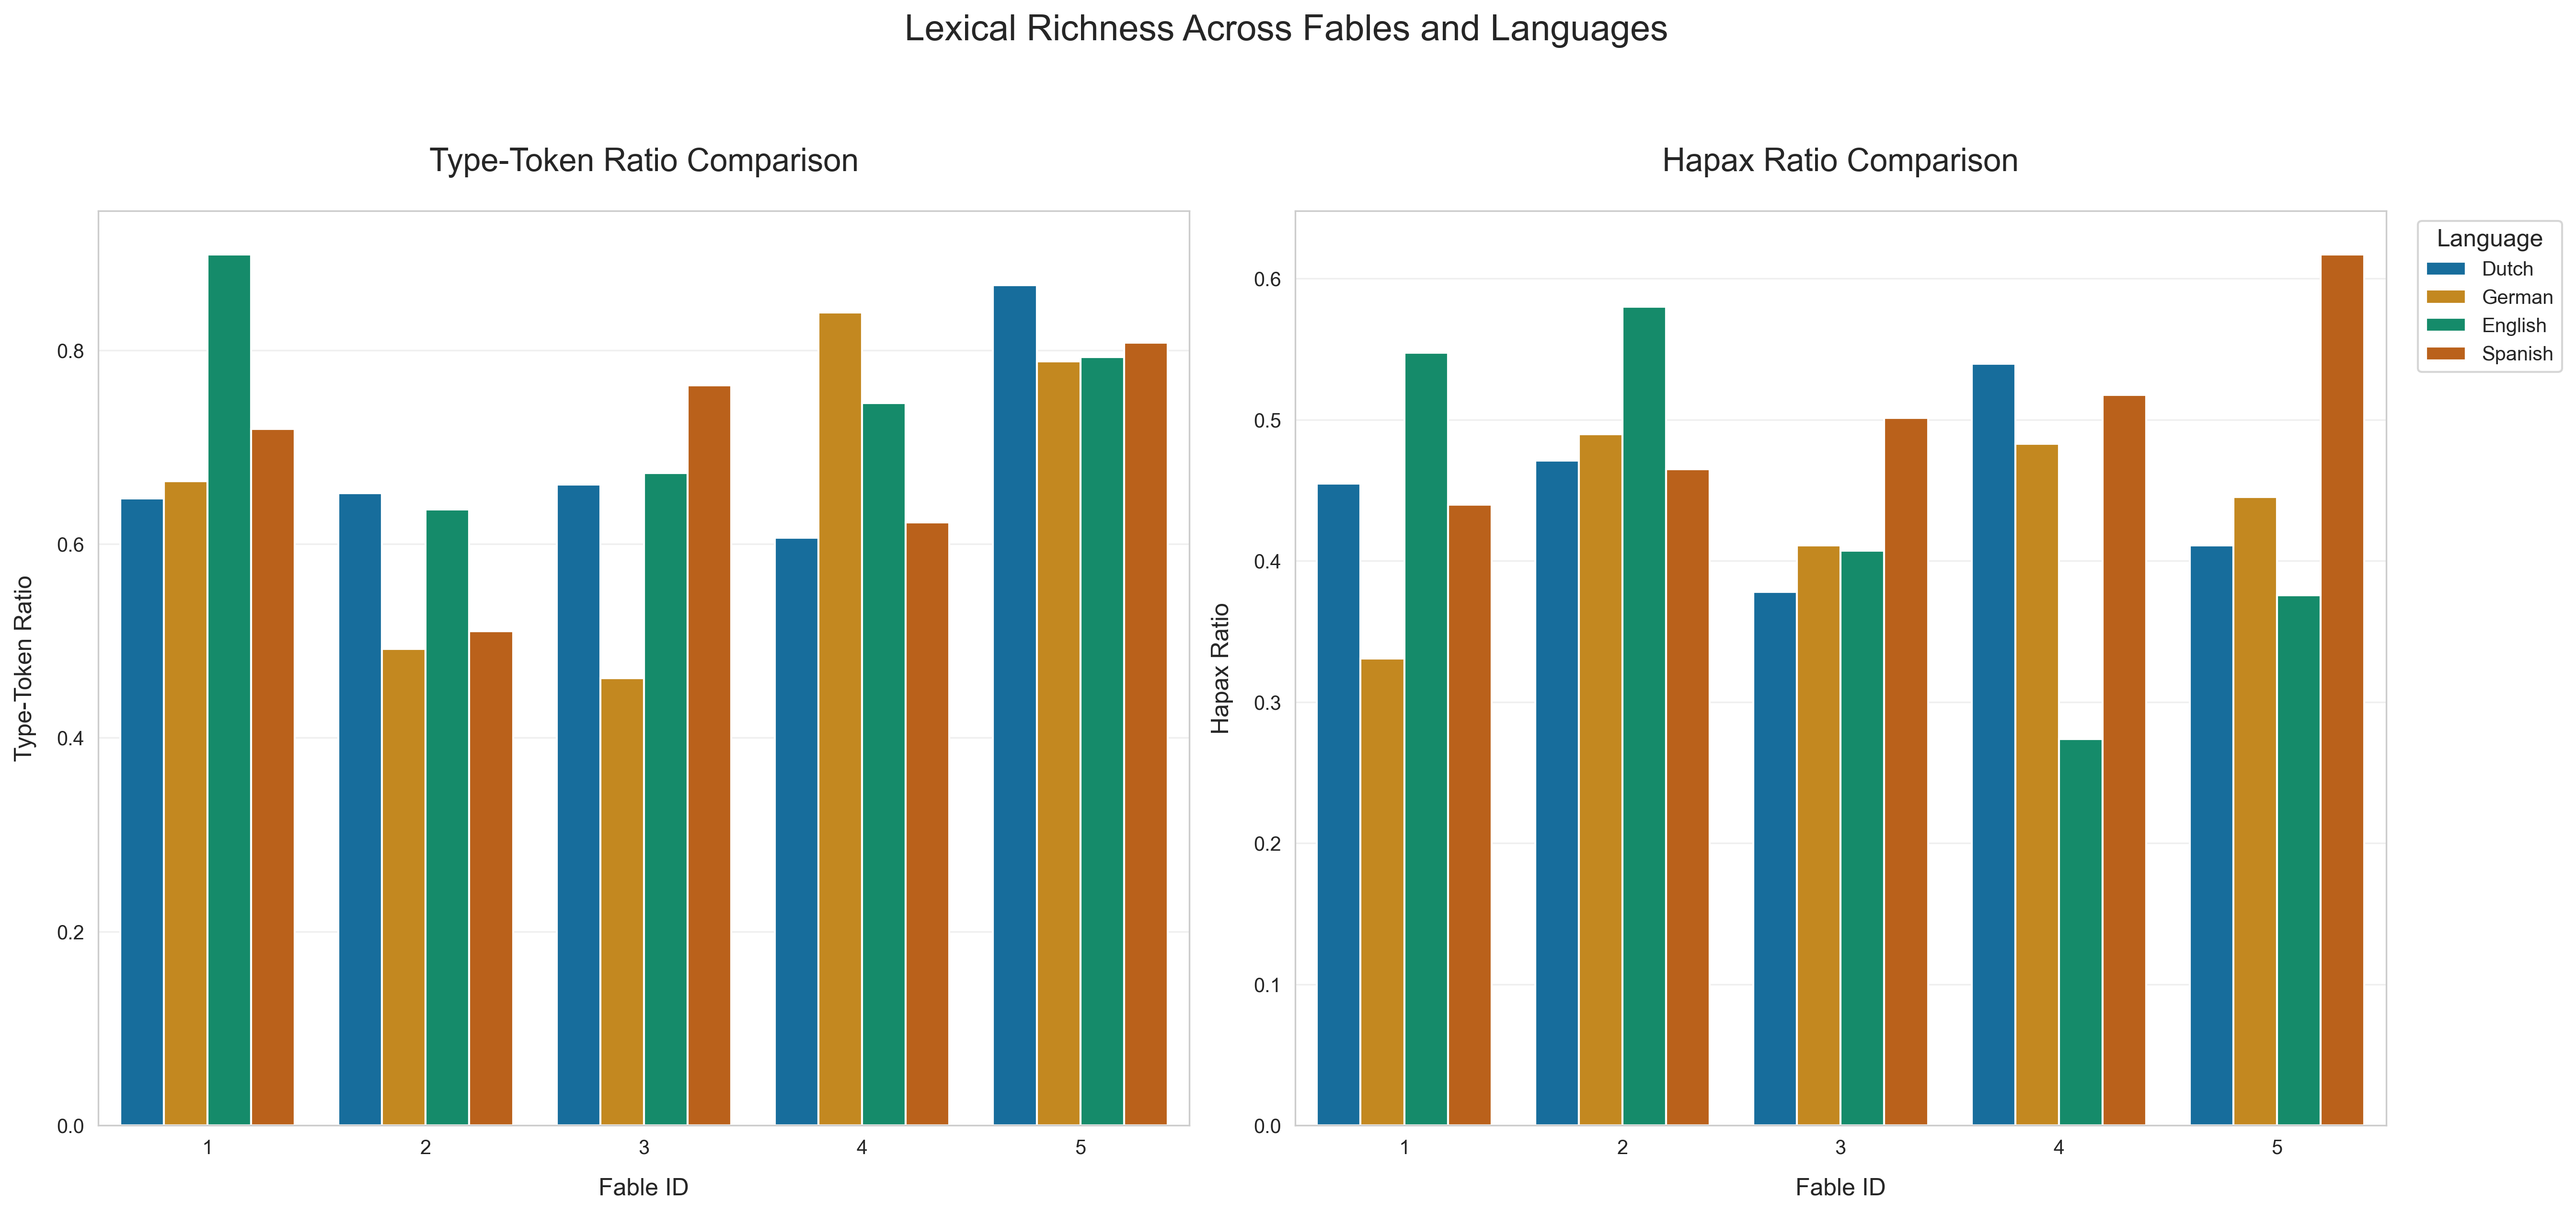 Lexical Richness Across Fables and Languages
Type-Token Ratio Comparison
Type-Token Ratio
0.8
0.6
0.4
0.2
0.0
1 2 3 4 5
Fable ID
Hapax Ratio Comparison
Hapax Ratio
0.6
0.5
0.4
0.3
0.2
0.1
0.0
1 2 3 4 5
Fable ID
Language
Dutch
German
English
Spanish